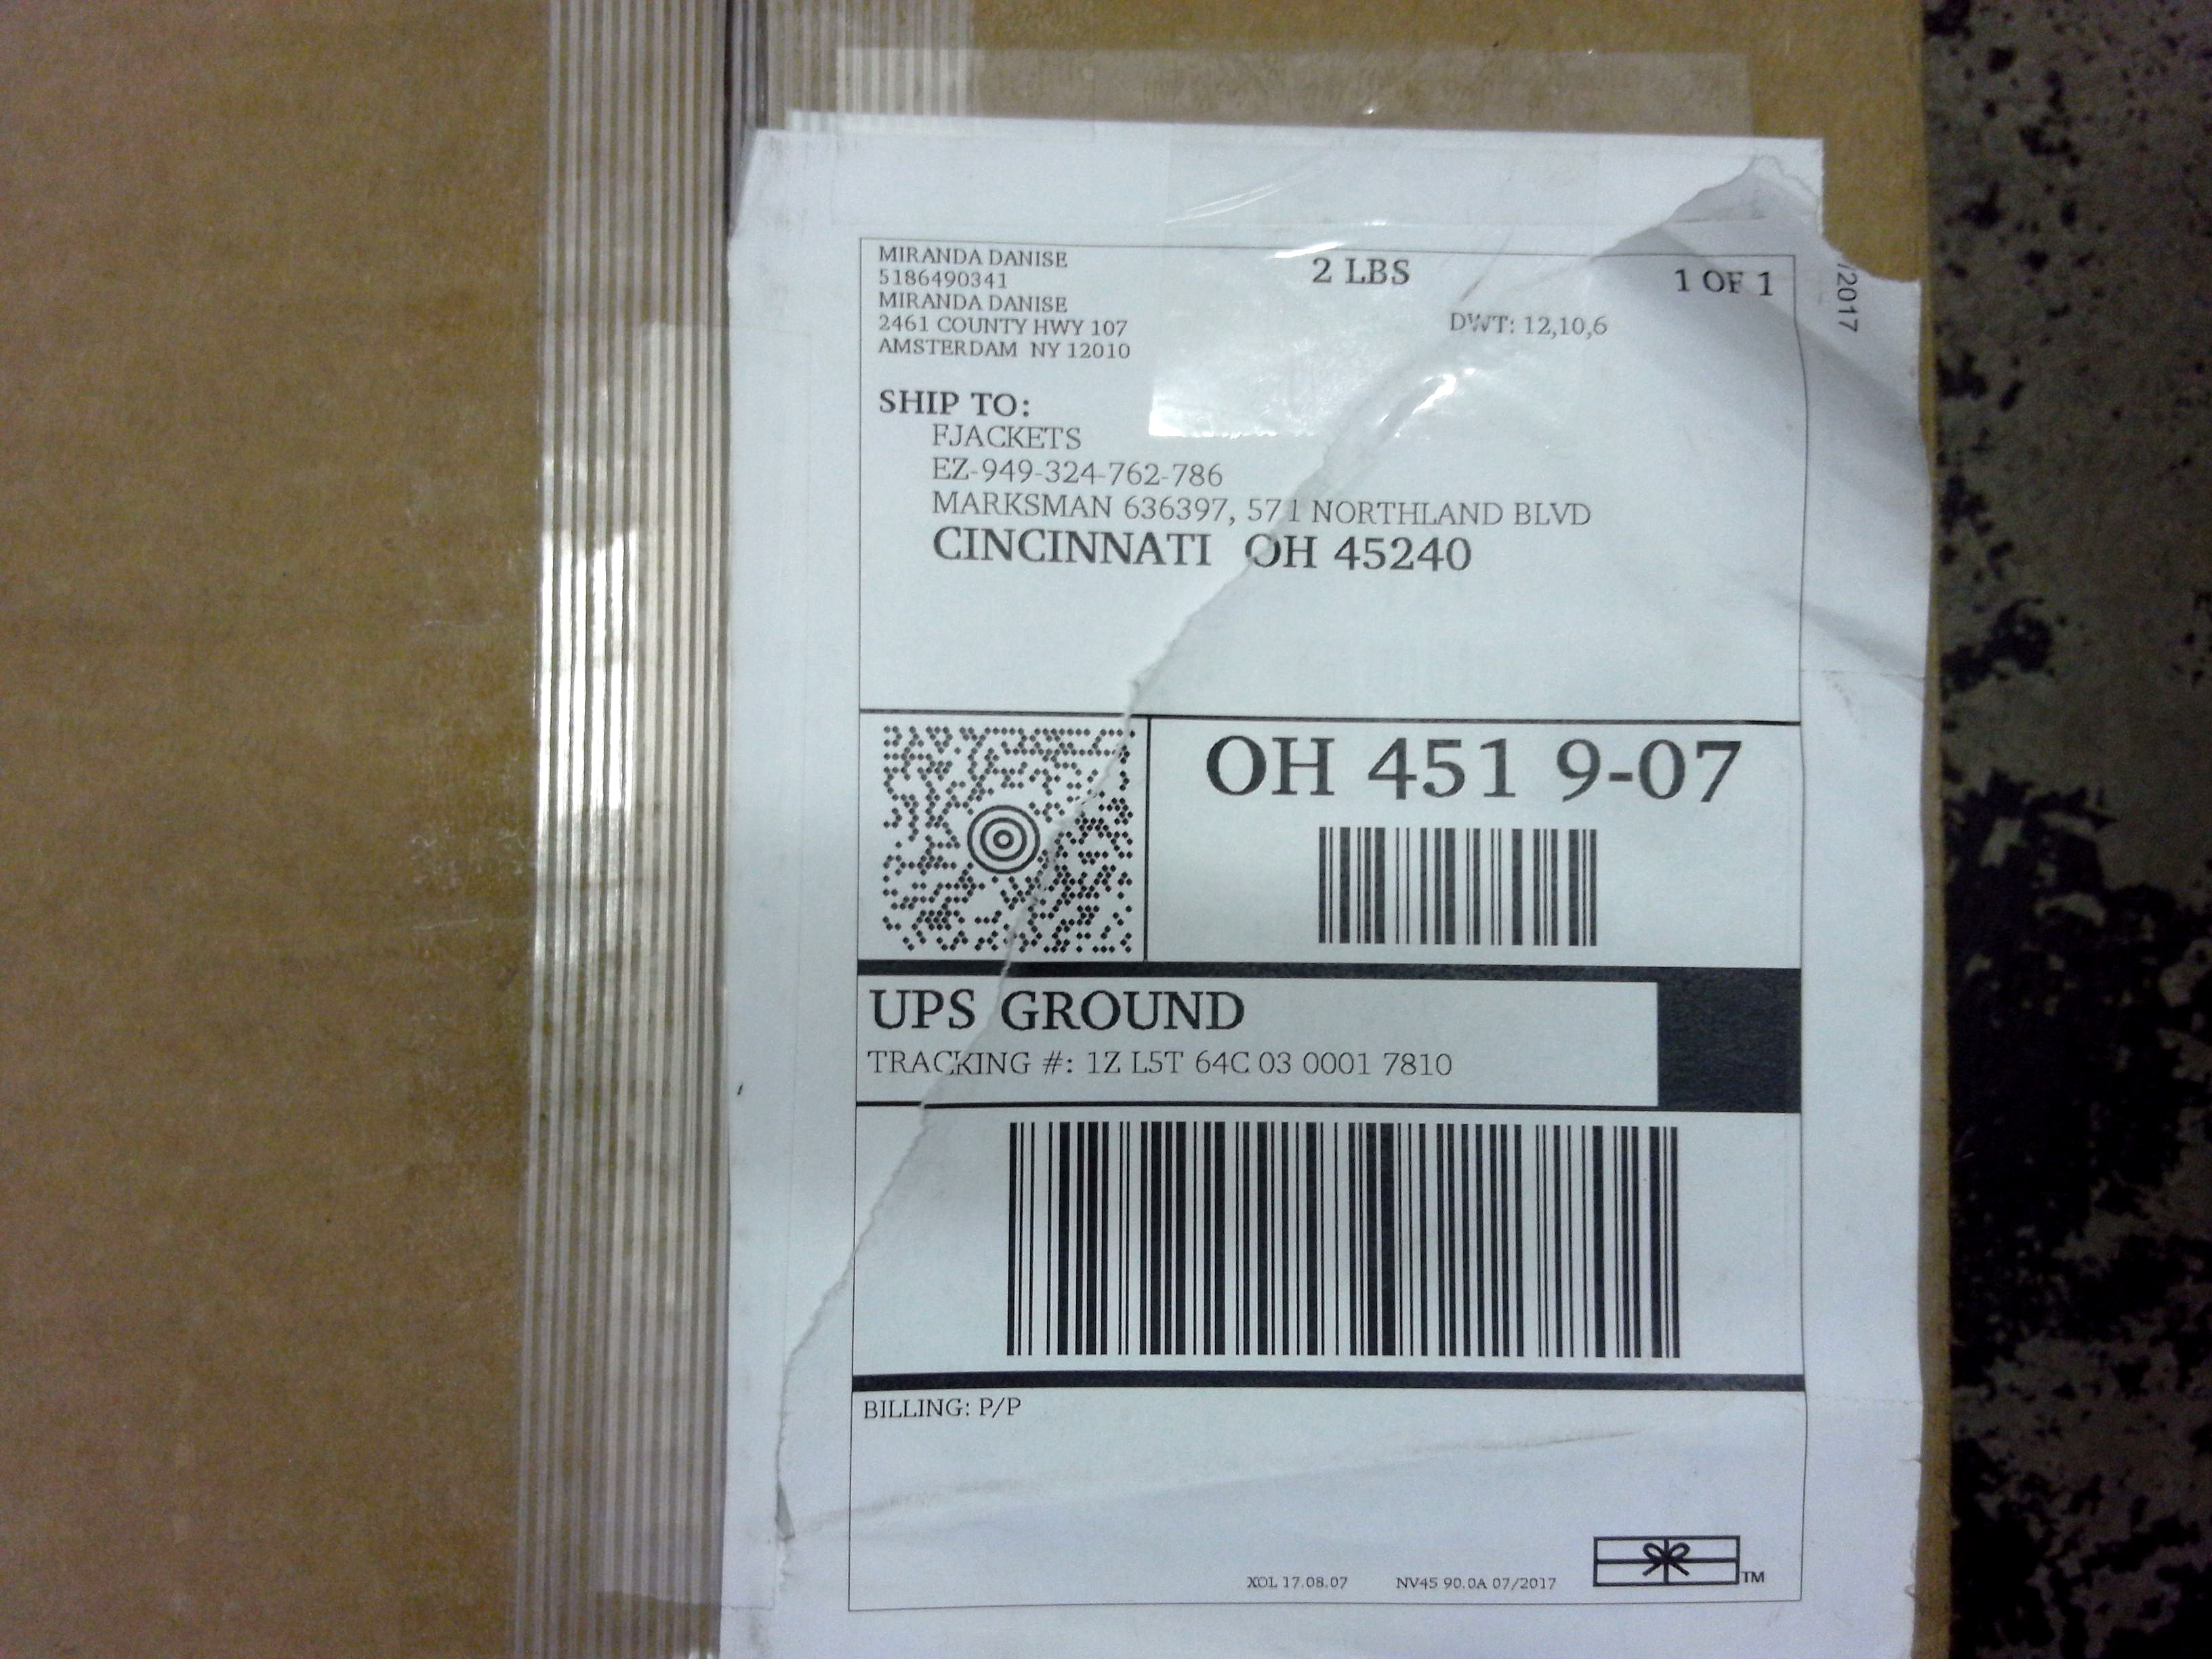 MIRANDA DANISE
5186490341
MIRANDA DANISE
2461 COUNTY HWY 107
AMSTERDAM NY 12010
2 LBS
1 OF 1
DWT: 12,10,6
/2017
SHIP TO:
FJACKETS
EZ-949-324-762-786
MARKSMAN 636397, 571 NORTHLAND BLVD
CINCINNATI OH 45240
OH 451 9-07
UPS GROUND
TRACKING #: 1Z L5T 64C 03 0001 7810
BILLING: P/P
XOL 17.08.07 NV45 90.0A 07/2017
TM